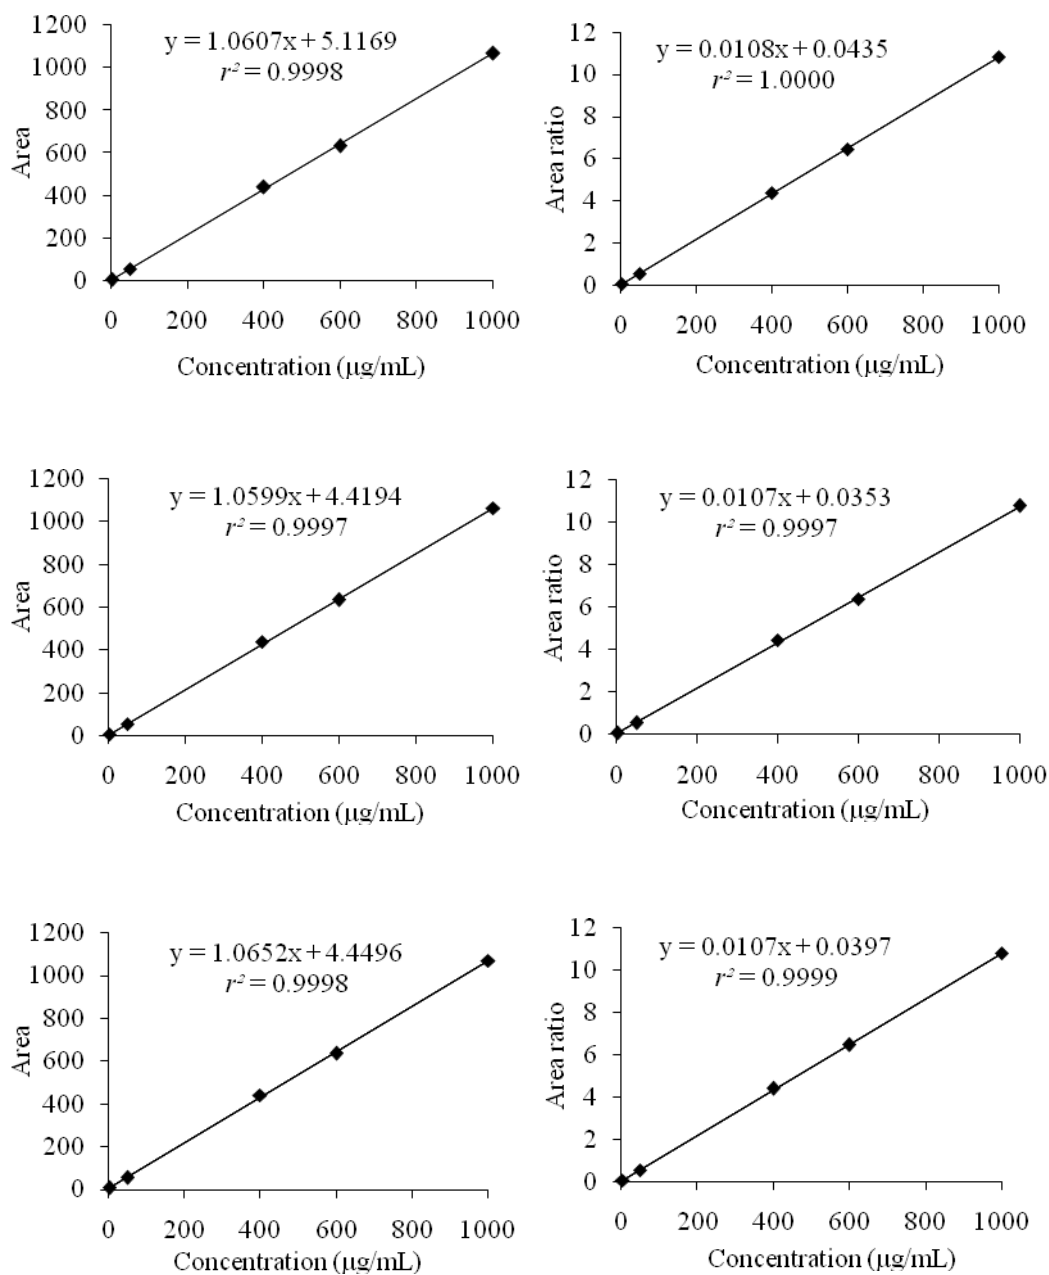 y = 1.0607x + 5.1169
r² = 0.9998
1200
1000
800
600
400
200
0
Area
0 200 400 600 800 1000
Concentration (µg/mL)
y = 0.0108x + 0.0435
r² = 1.0000
12
10
8
6
4
2
0
Area ratio
0 200 400 600 800 1000
Concentration (µg/mL)
y = 1.0599x + 4.4194
r² = 0.9997
1200
1000
800
600
400
200
0
Area
0 200 400 600 800 1000
Concentration (µg/mL)
y = 0.0107x + 0.0353
r² = 0.9997
12
10
8
6
4
2
0
Area ratio
0 200 400 600 800 1000
Concentration (µg/mL)
y = 1.0652x + 4.4496
r² = 0.9998
1200
1000
800
600
400
200
0
Area
0 200 400 600 800 1000
Concentration (µg/mL)
y = 0.0107x + 0.0397
r² = 0.9999
12
10
8
6
4
2
0
Area ratio
0 200 400 600 800 1000
Concentration (µg/mL)